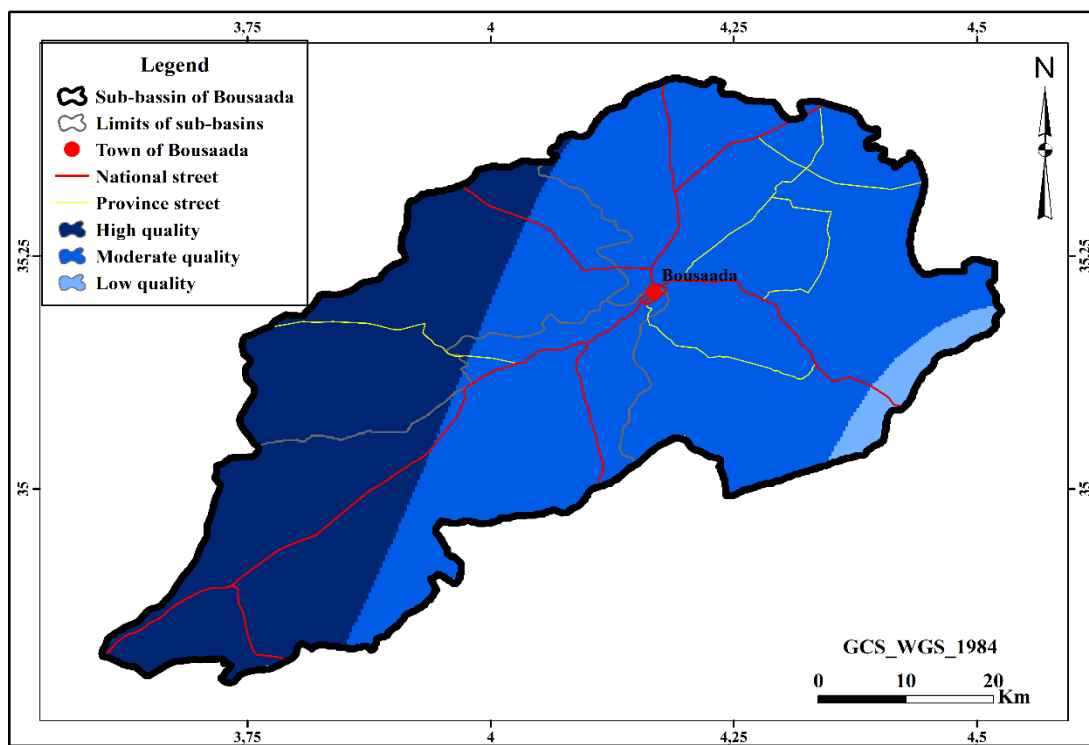 3,75 4 4,25 4,5
Legend
Sub-bassin of Bousaada
Limits of sub-basins
Town of Bousaada
National street
Province street
High quality
Moderate quality
Low quality
N
35,25 35,25
Bousaada
35 35
GCS_WGS_1984
0 10 20
Km
3,75 4 4,25 4,5